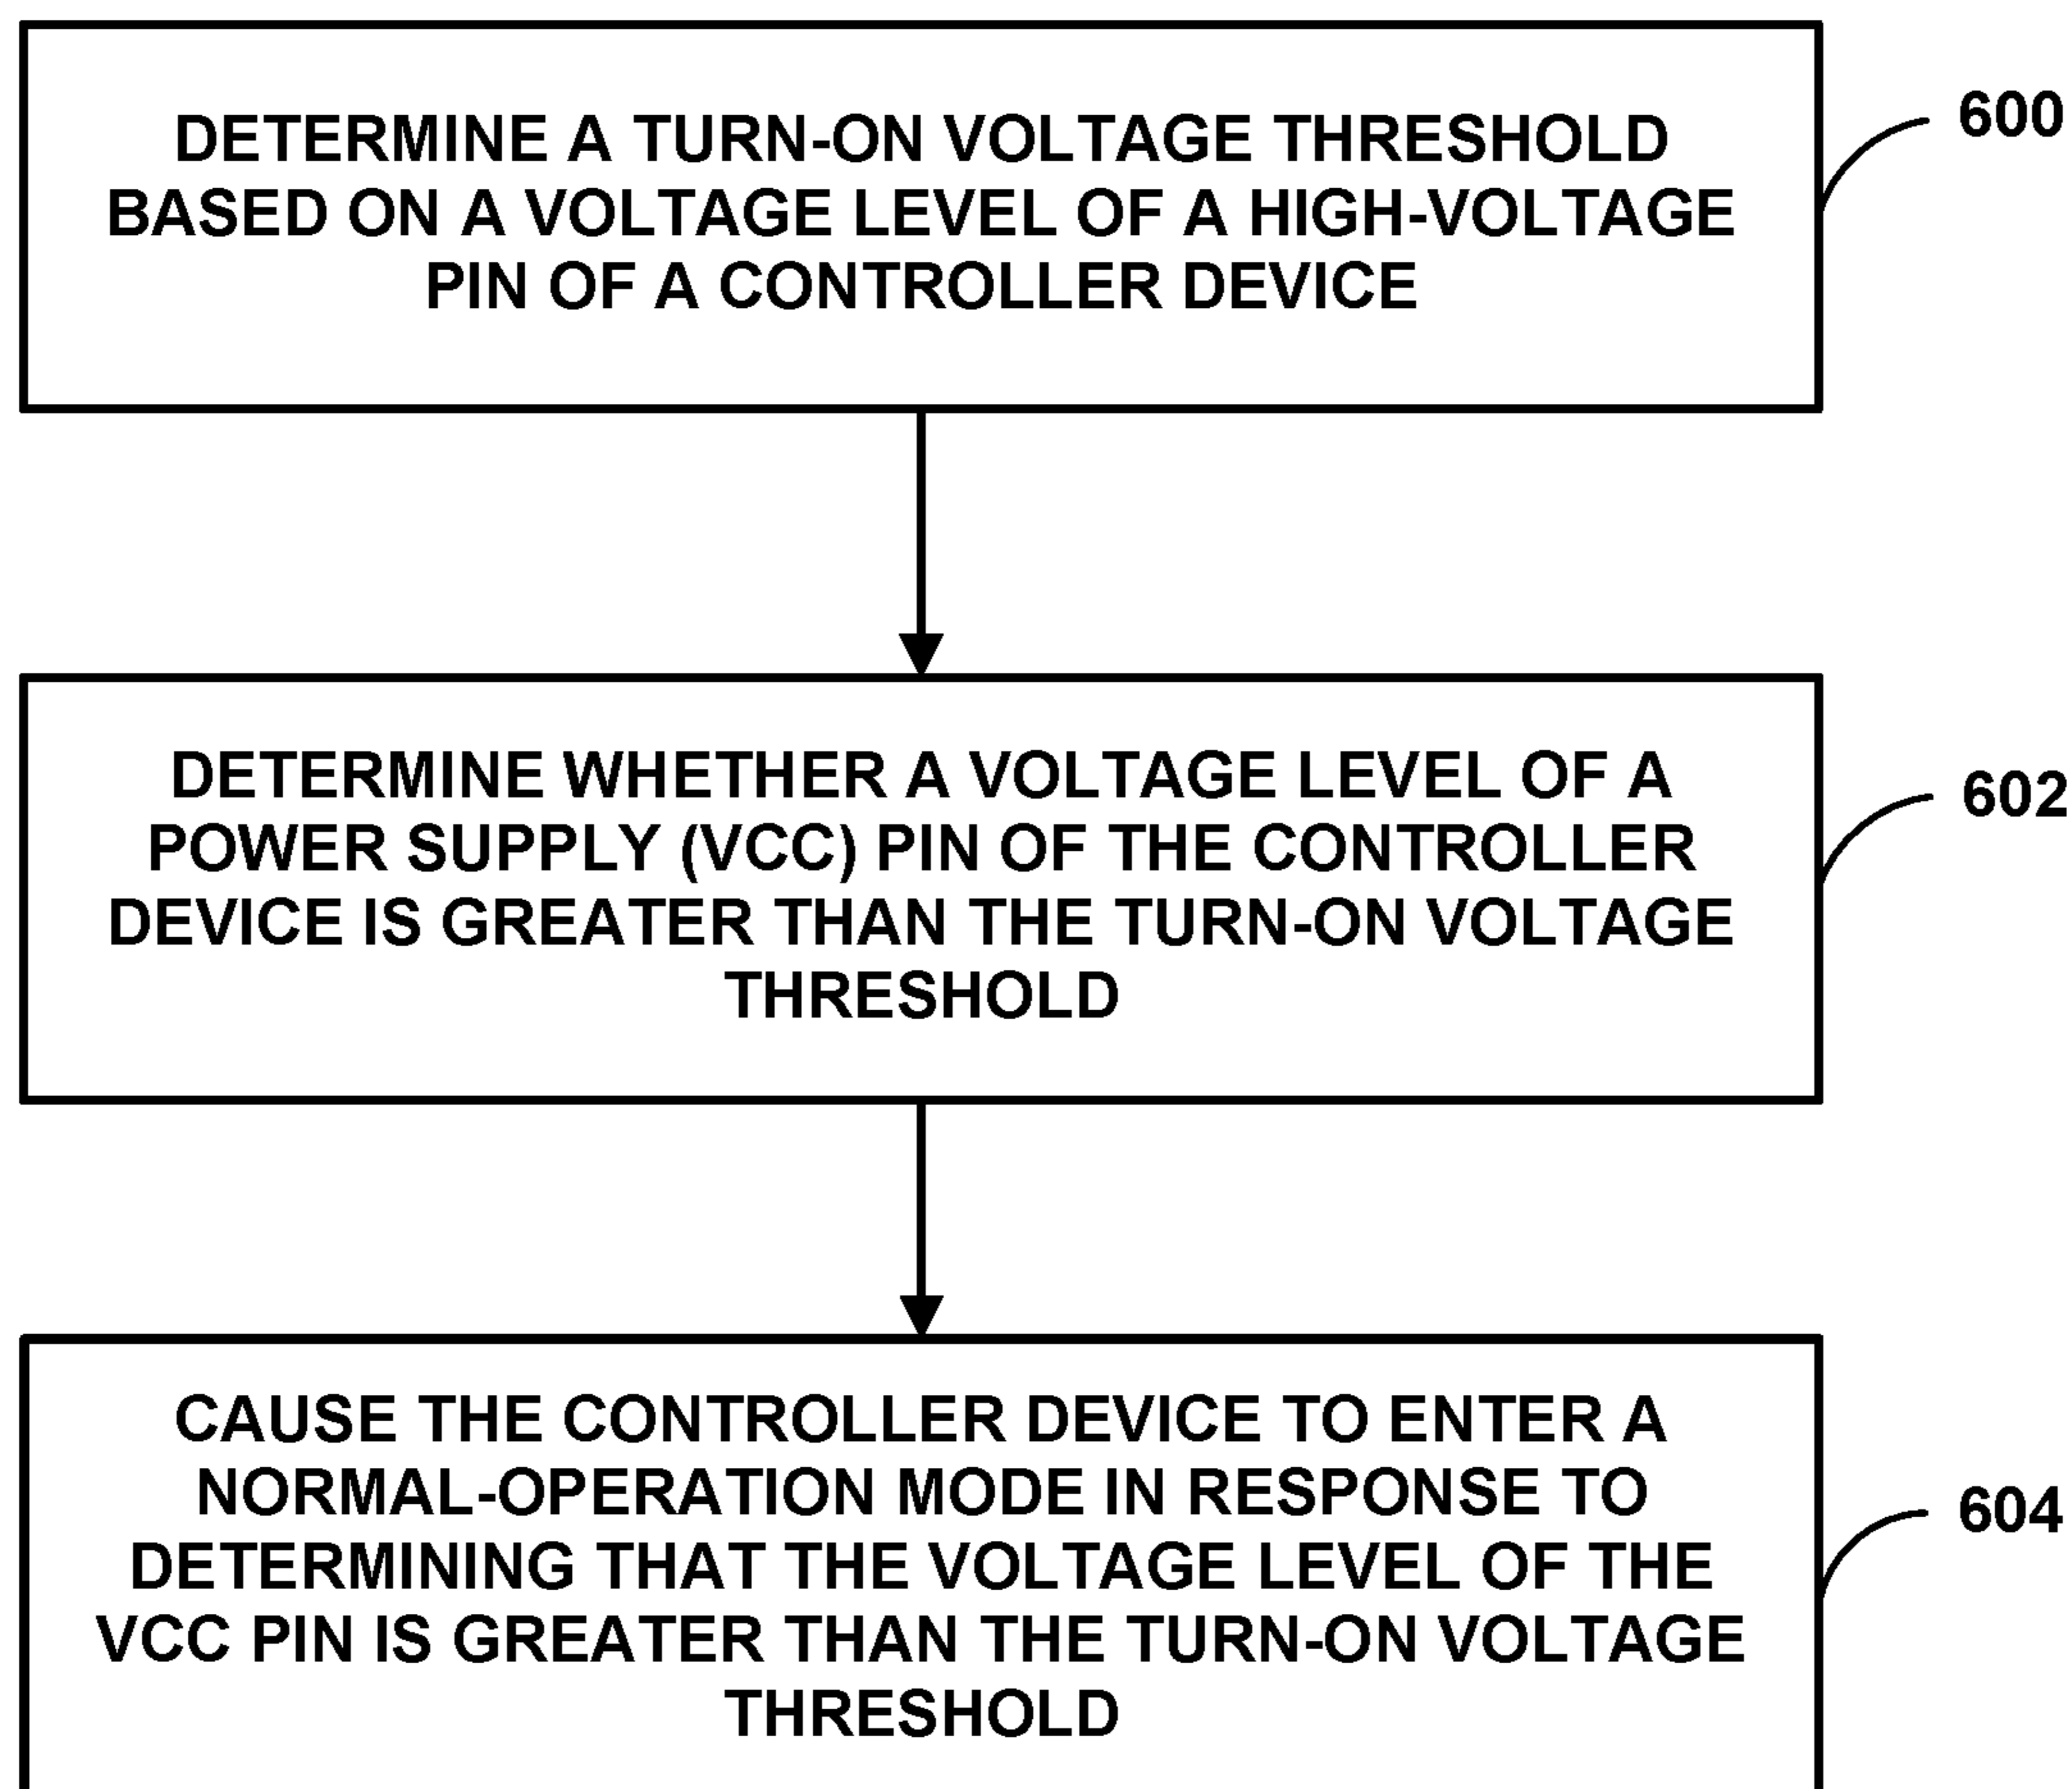 DETERMINE A TURN-ON VOLTAGE THRESHOLD
BASED ON A VOLTAGE LEVEL OF A HIGH-VOLTAGE
PIN OF A CONTROLLER DEVICE
600
DETERMINE WHETHER A VOLTAGE LEVEL OF A
POWER SUPPLY (VCC) PIN OF THE CONTROLLER
DEVICE IS GREATER THAN THE TURN-ON VOLTAGE
THRESHOLD
602
CAUSE THE CONTROLLER DEVICE TO ENTER A
NORMAL-OPERATION MODE IN RESPONSE TO
DETERMINING THAT THE VOLTAGE LEVEL OF THE
VCC PIN IS GREATER THAN THE TURN-ON VOLTAGE
THRESHOLD
604